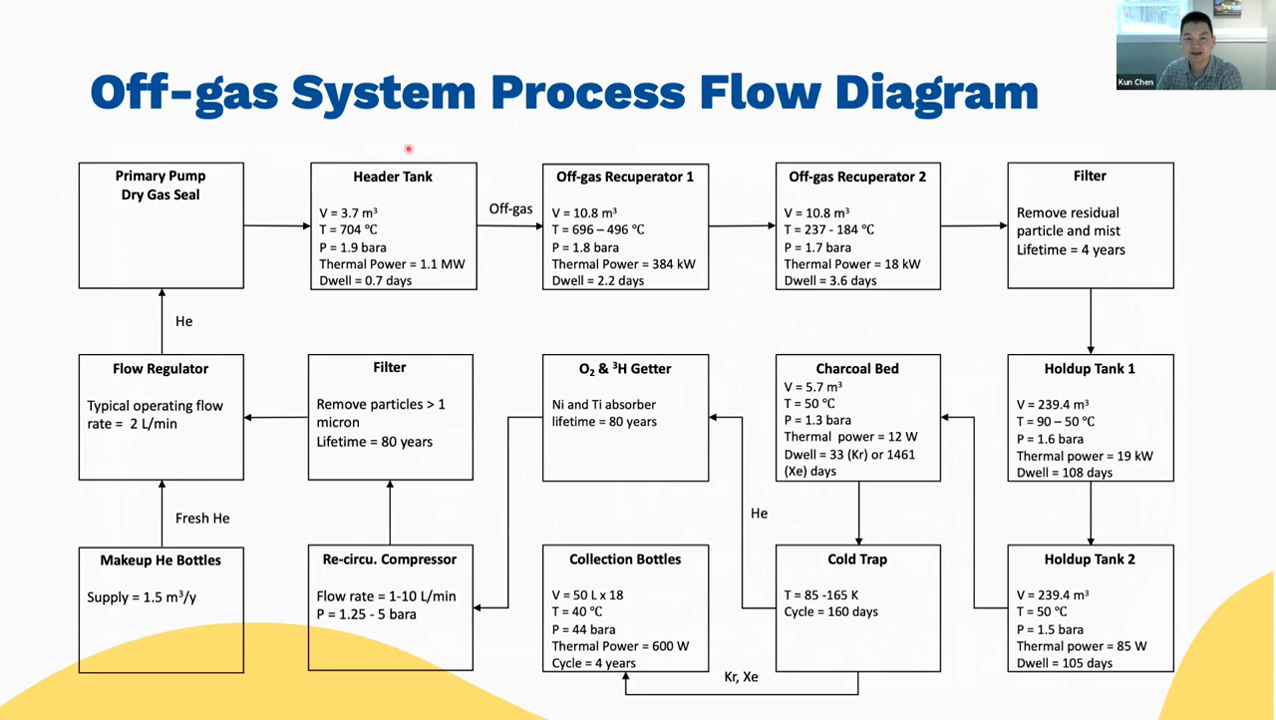 Kun Chen
Off-gas System Process Flow Diagram
Primary Pump
Dry Gas Seal
Header Tank
V = 3.7 m³
T = 704 ºC
P = 1.9 bara
Thermal Power = 1.1 MW
Dwell = 0.7 days
Off-gas
Off-gas Recuperator 1
V = 10.8 m³
T = 696 – 496 ºC
P = 1.8 bara
Thermal Power = 384 kW
Dwell = 2.2 days
Off-gas Recuperator 2
V = 10.8 m³
T = 237 - 184 ºC
P = 1.7 bara
Thermal Power = 18 kW
Dwell = 3.6 days
Filter
Remove residual
particle and mist
Lifetime = 4 years
He
Flow Regulator
Typical operating flow
rate = 2 L/min
Filter
Remove particles > 1
micron
Lifetime = 80 years
O₂ & ³H Getter
Ni and Ti absorber
lifetime = 80 years
Charcoal Bed
V = 5.7 m³
T = 50 ºC
P = 1.3 bara
Thermal power = 12 W
Dwell = 33 (Kr) or 1461
(Xe) days
Holdup Tank 1
V = 239.4 m³
T = 90 – 50 ºC
P = 1.6 bara
Thermal power = 19 kW
Dwell = 108 days
Fresh He
He
Makeup He Bottles
Supply = 1.5 m³/y
Re-circu. Compressor
Flow rate = 1-10 L/min
P = 1.25 - 5 bara
Collection Bottles
V = 50 L x 18
T = 40 ºC
P = 44 bara
Thermal Power = 600 W
Cycle = 4 years
Cold Trap
T = 85 -165 K
Cycle = 160 days
Holdup Tank 2
V = 239.4 m³
T = 50 ºC
P = 1.5 bara
Thermal power = 85 W
Dwell = 105 days
Kr, Xe